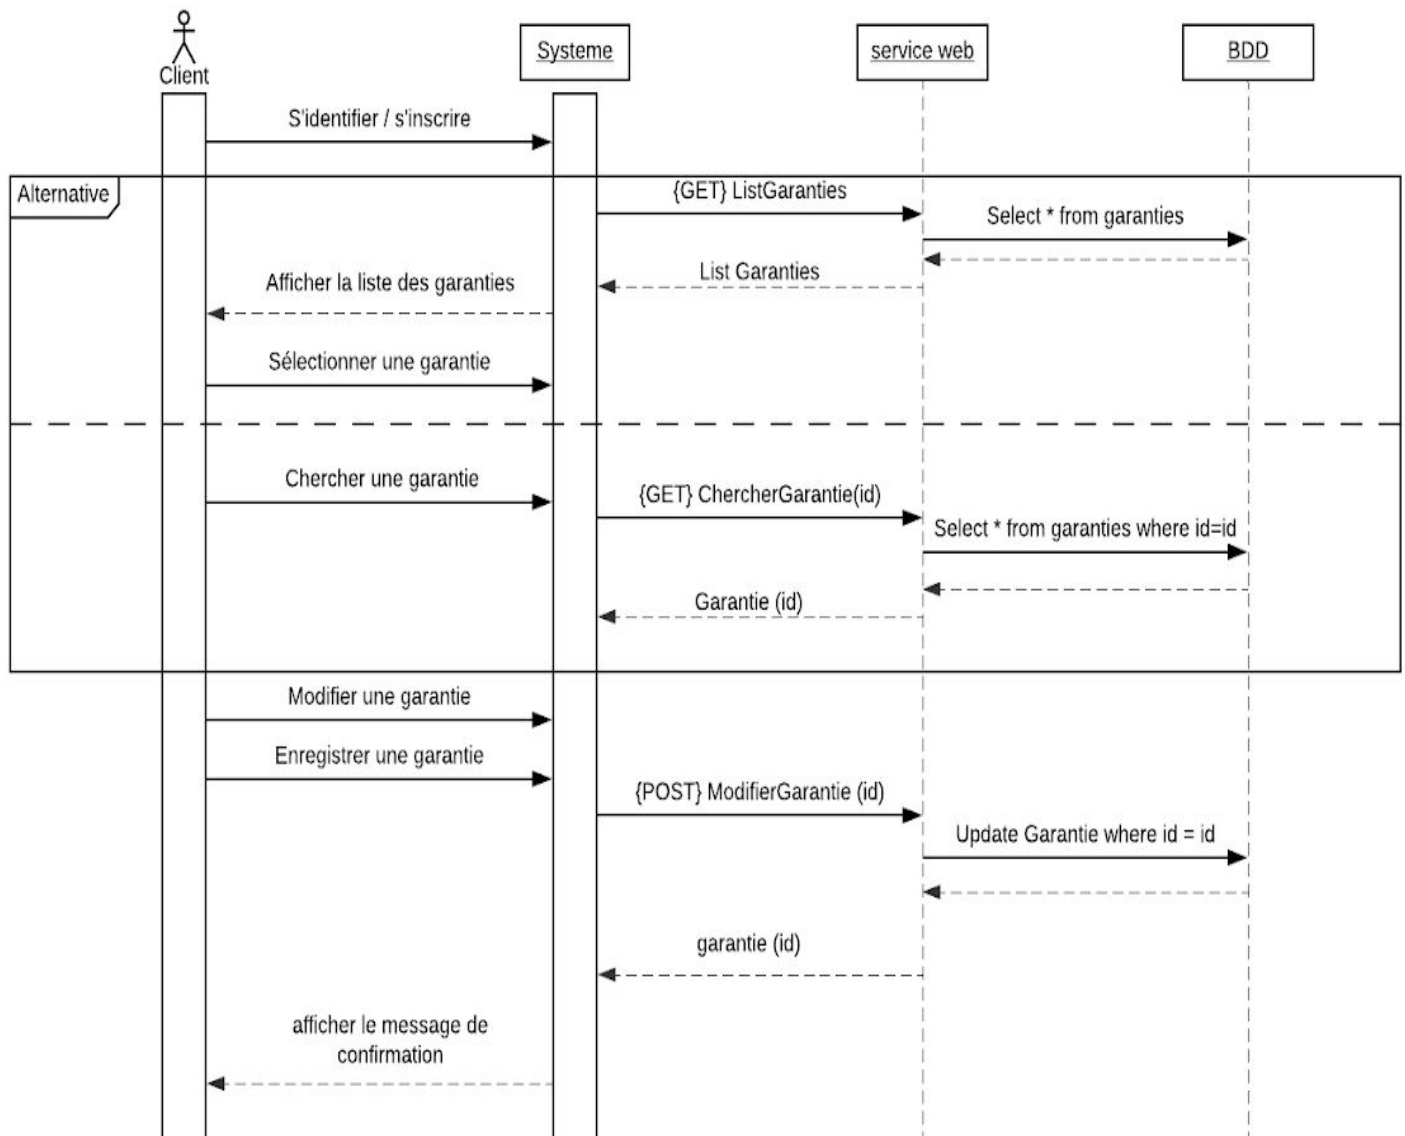 Client
Systeme
service web
BDD
S'identifier / s'inscrire
Alternative
{GET} ListGaranties
Select * from garanties
List Garanties
Afficher la liste des garanties
Sélectionner une garantie
Chercher une garantie
{GET} ChercherGarantie(id)
Select * from garanties where id=id
Garantie (id)
Modifier une garantie
Enregistrer une garantie
{POST} ModifierGarantie (id)
Update Garantie where id = id
garantie (id)
afficher le message de
confirmation